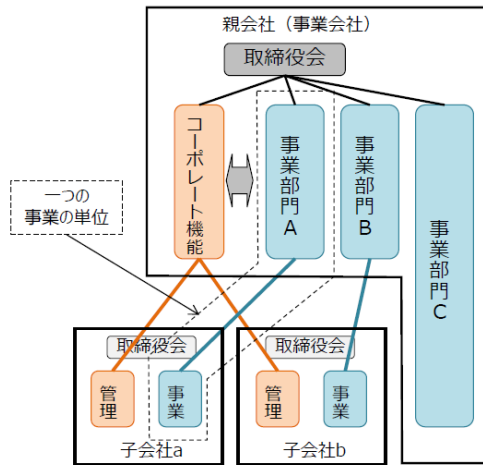 親会社（事業会社）
取締役会
コーポレート機能
事業部門A
事業部門B
事業部門C
一つの
事業の単位
取締役会
管理
事業
子会社a
取締役会
管理
事業
子会社b